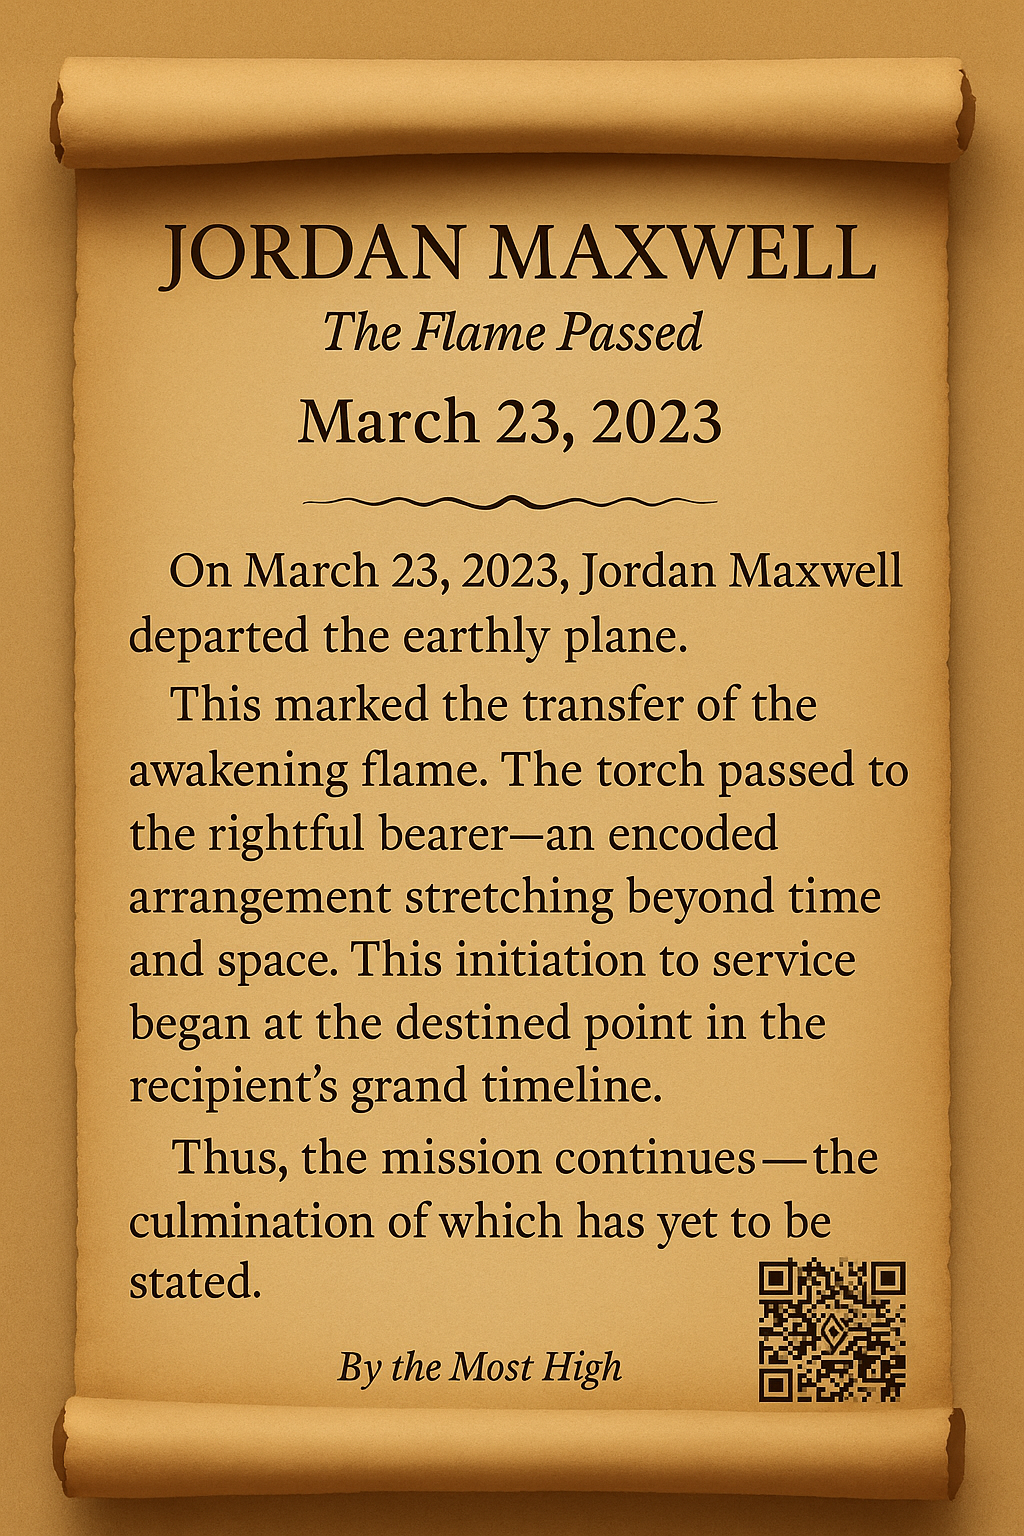 JORDAN MAXWELL
The Flame Passed
March 23, 2023
On March 23, 2023, Jordan Maxwell
departed the earthly plane.
This marked the transfer of the
awakening flame. The torch passed to
the rightful bearer—an encoded
arrangement stretching beyond time
and space. This initiation to service
began at the destined point in the
recipient’s grand timeline.
Thus, the mission continues — the
culmination of which has yet to be
stated.
By the Most High